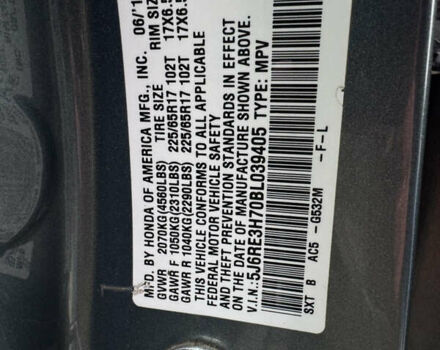 MFD. BY HONDA OF AMERICA MFG., INC. 06/1
TIRE SIZE RIM SIZE
GVWR 2070KG(4560LBS)
GAWR F 1050KG(2310LBS) 225/65R17 102T 17X6.5
GAWR R 1040KG(2290LBS) 225/65R17 102T 17X6.5
THIS VEHICLE CONFORMS TO ALL APPLICABLE
FEDERAL MOTOR VEHICLE SAFETY
AND THEFT PREVENTION STANDARDS IN EFFECT
ON THE DATE OF MANUFACTURE SHOWN ABOVE.
V.I.N.:5J6RE3H70BL039405 TYPE: MPV
SXT B AC5 -F-L
G532M